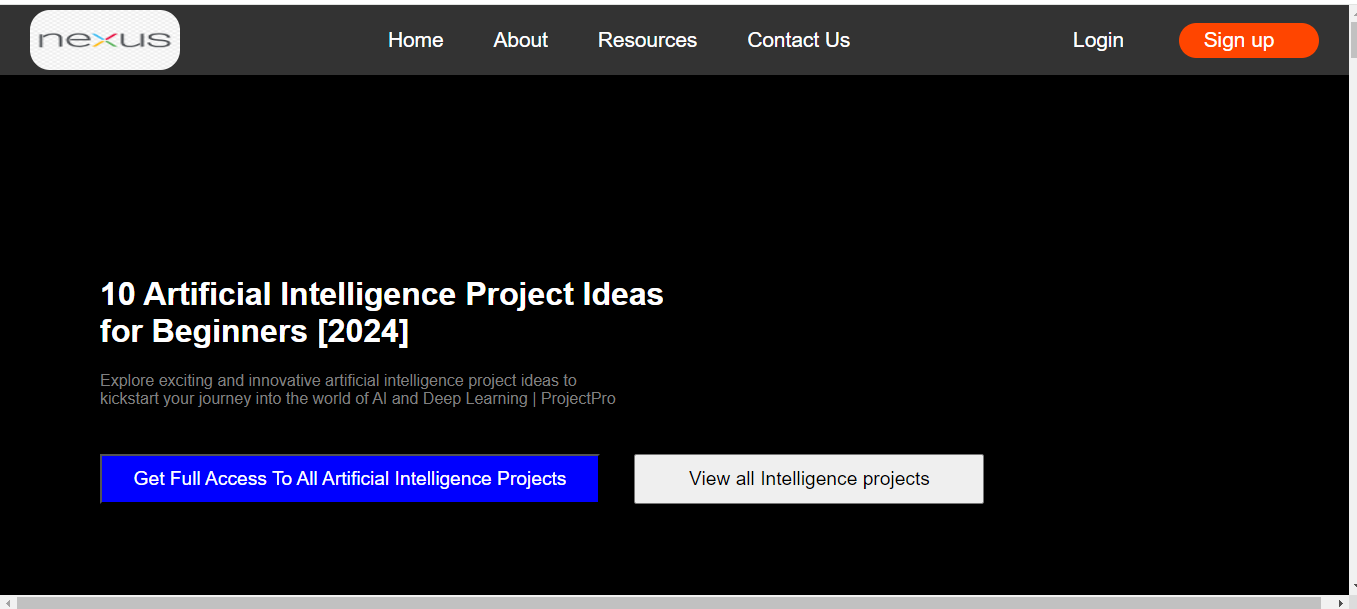 nexus
Home
About
Resources
Contact Us
Login
Sign up
10 Artificial Intelligence Project Ideas
for Beginners [2024]
Explore exciting and innovative artificial intelligence project ideas to
kickstart your journey into the world of AI and Deep Learning | ProjectPro
Get Full Access To All Artificial Intelligence Projects
View all Intelligence projects